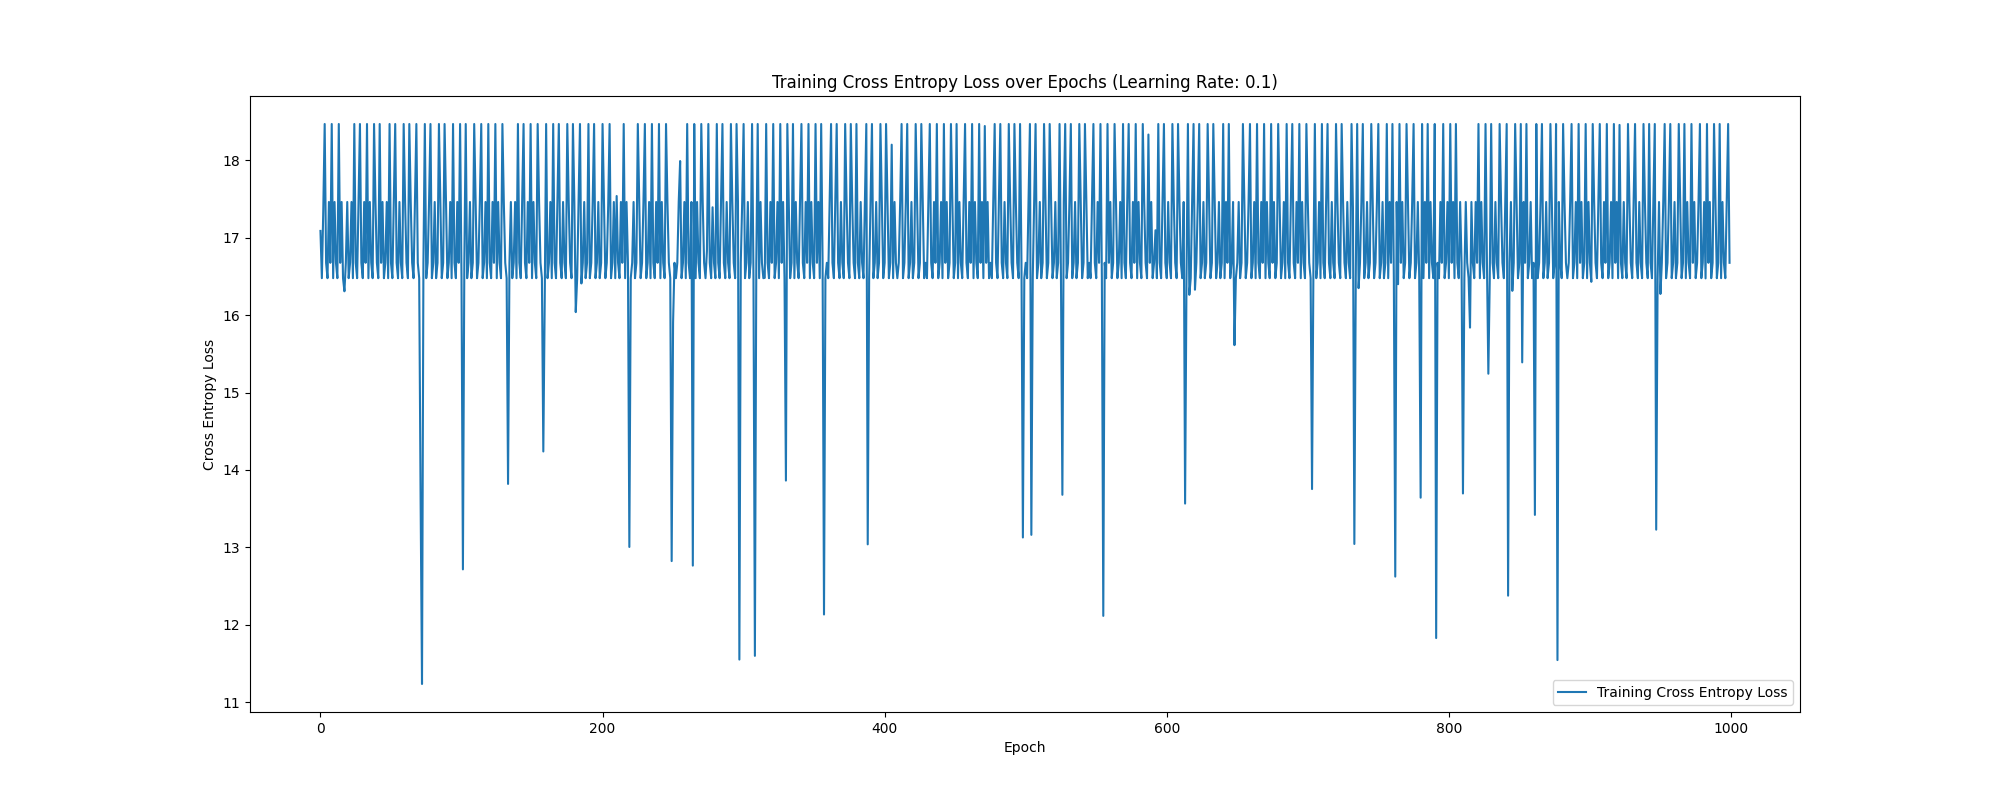 Training Cross Entropy Loss over Epochs (Learning Rate: 0.1)
Cross Entropy Loss
18
17
16
15
14
13
12
11
0 200 400 600 800 1000
Epoch
Training Cross Entropy Loss